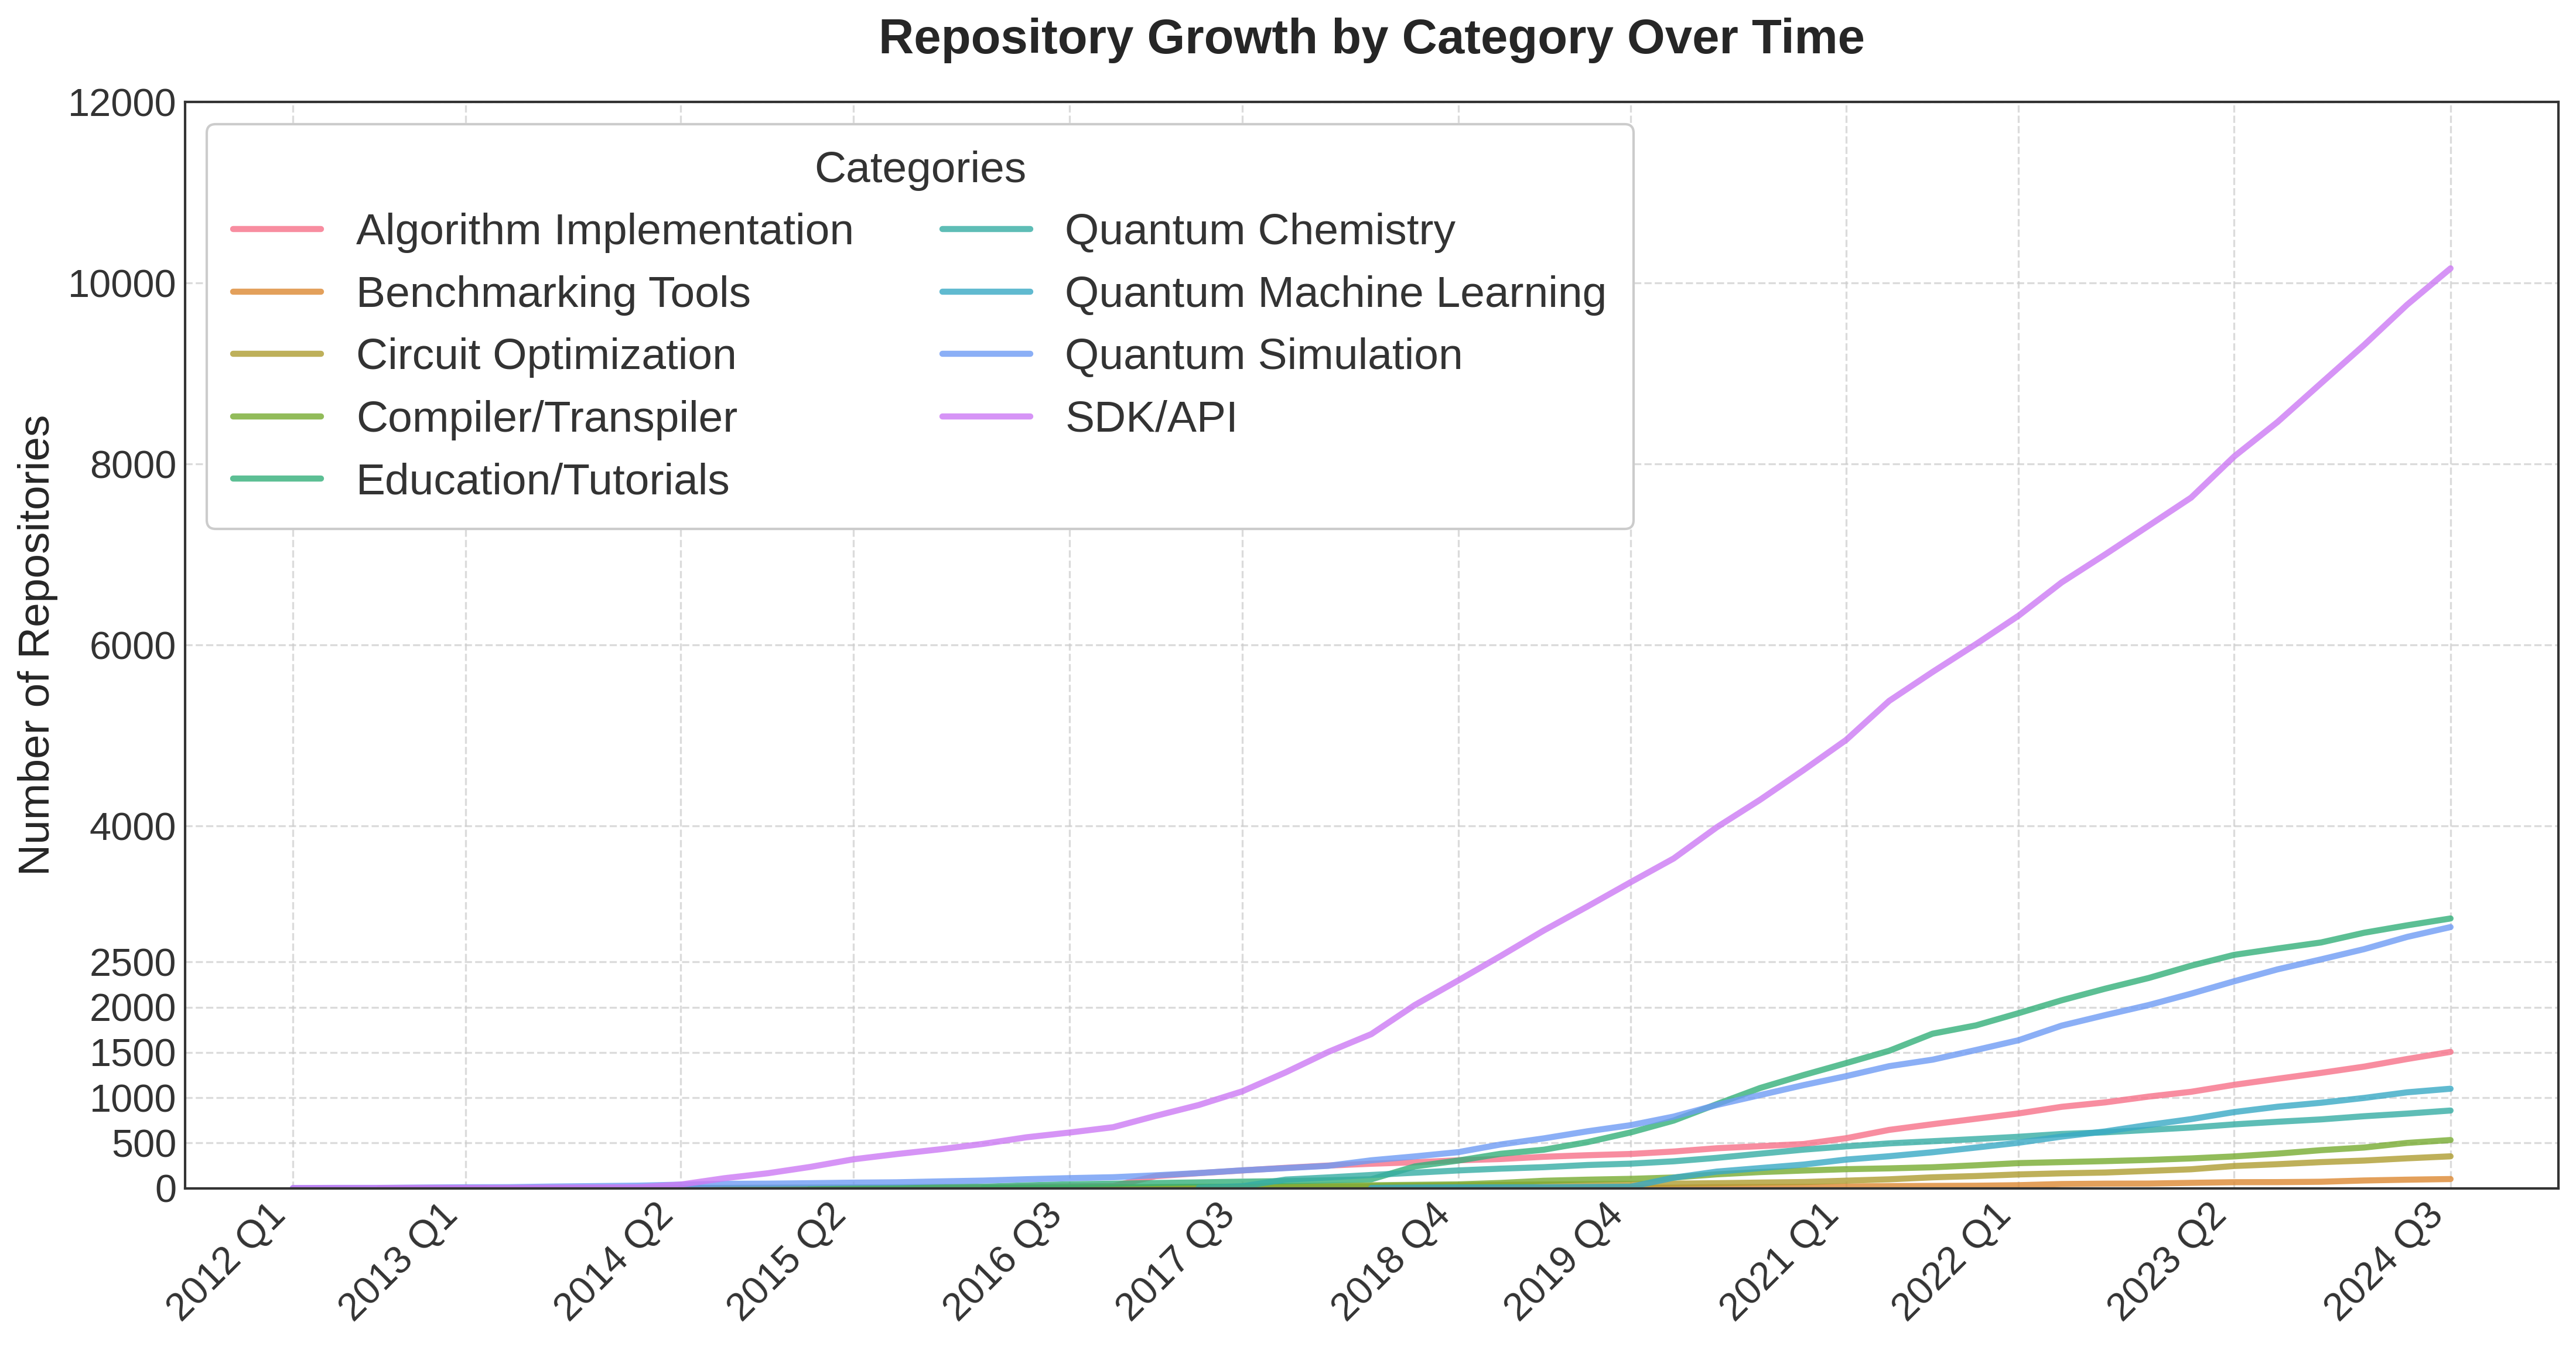 Repository Growth by Category Over Time
Number of Repositories
12000
10000
8000
6000
4000
2500
2000
1500
1000
500
0
Categories
Algorithm Implementation
Benchmarking Tools
Circuit Optimization
Compiler/Transpiler
Education/Tutorials
Quantum Chemistry
Quantum Machine Learning
Quantum Simulation
SDK/API
2012 Q1
2013 Q1
2014 Q2
2015 Q2
2016 Q3
2017 Q3
2018 Q4
2019 Q4
2021 Q1
2022 Q1
2023 Q2
2024 Q3